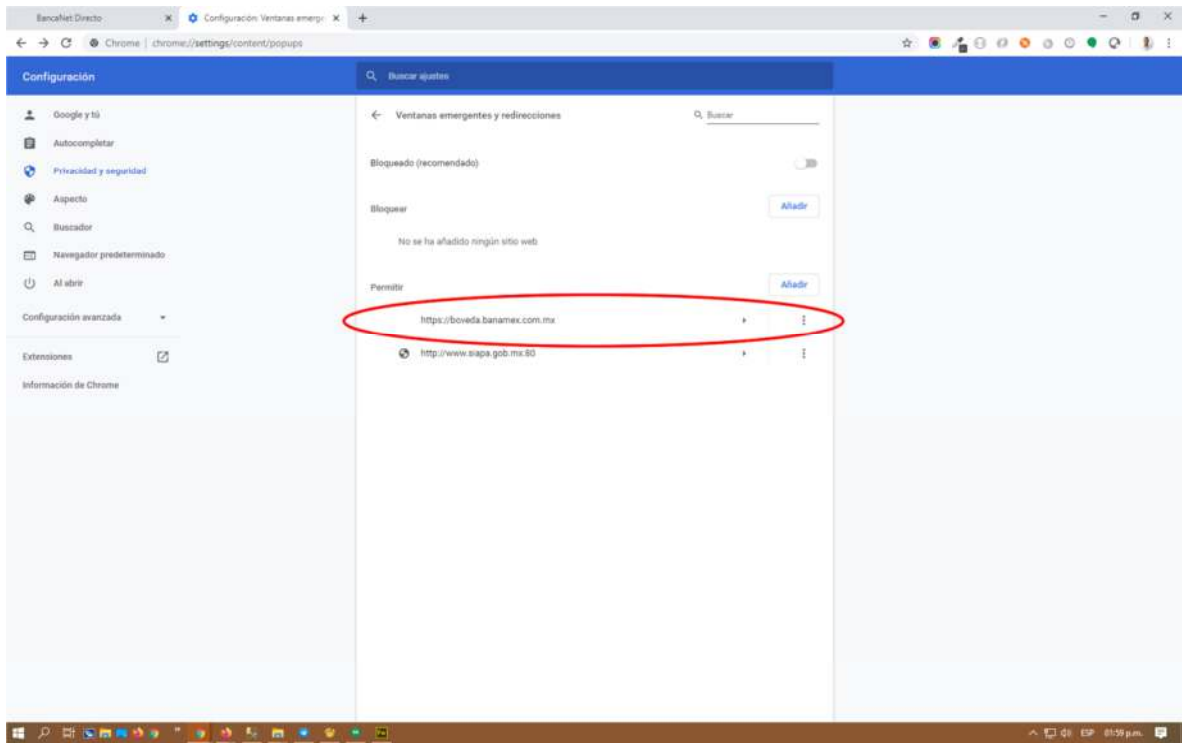 BancaNet Directo
Configuración: Ventanas emerge
Chrome | chrome://settings/content/popups
Configuración
Buscar ajustes
Google y tú
Autocompletar
Privacidad y seguridad
Aspecto
Buscador
Navegador predeterminado
Al abrir
Configuración avanzada
Extensiones
Información de Chrome
Ventanas emergentes y redirecciones
Buscar
Bloqueado (recomendado)
Bloquear
Añadir
No se ha añadido ningún sitio web
Permitir
Añadir
https://boveda.banamex.com.mx
http://www.siapa.gob.mx:80
ESP 01:59 p.m.